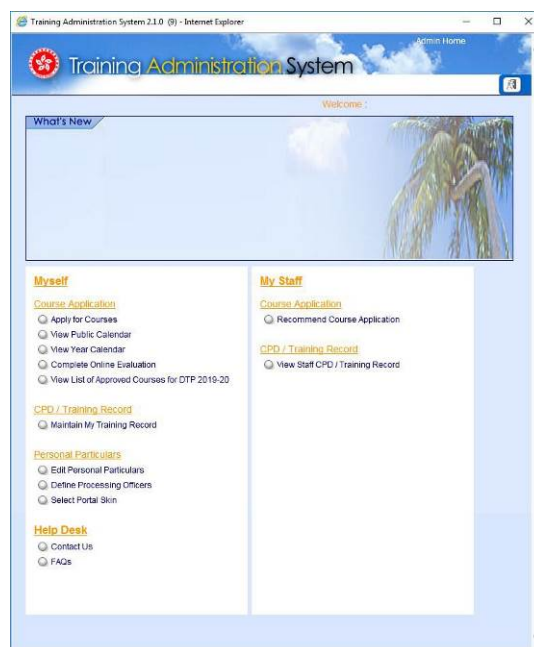 Training Administration System 2.1.0 (9) - Internet Explorer
Admin Home
Training Administration System
Welcome :
What's New
Myself
Course Application
Apply for Courses
View Public Calendar
View Year Calendar
Complete Online Evaluation
View List of Approved Courses for DTP 2019-20
CPD / Training Record
Maintain My Training Record
Personal Particulars
Edit Personal Particulars
Define Processing Officers
Select Portal Skin
Help Desk
Contact Us
FAQs
My Staff
Course Application
Recommend Course Application
CPD / Training Record
View Staff CPD / Training Record